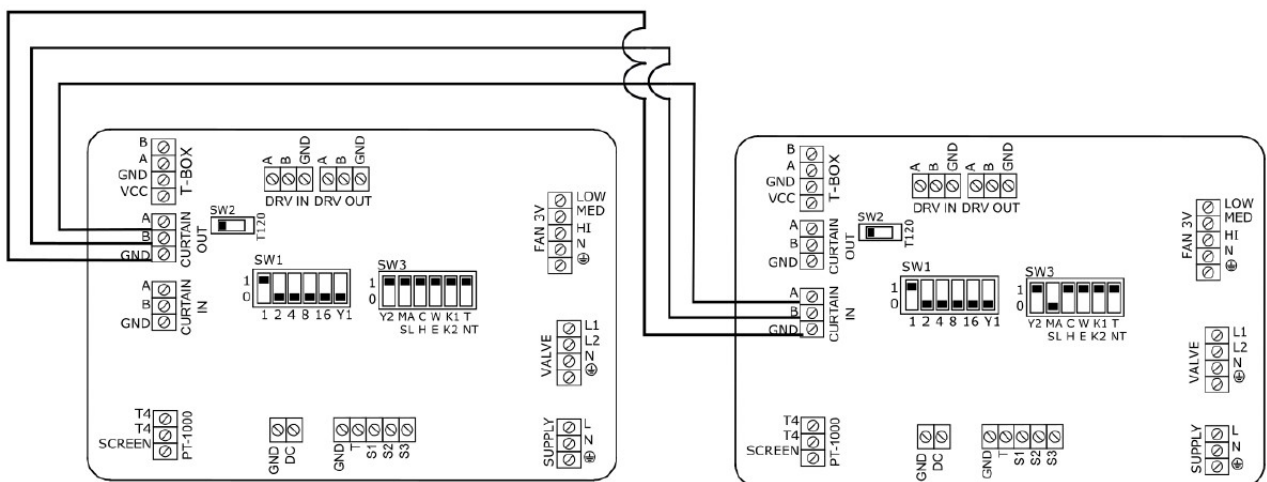 B
A
GND
VCC
T-BOX
A
B
GND
CURTAIN
OUT
A
B
GND
CURTAIN
IN
A B GND A B GND
DRV IN DRV OUT
SW2
T120
SW1
1
0
1 2 4 8 16 Y1
SW3
1
0
Y2 MA C W K1 T
SL H E K2 NT
LOW
MED
HI
N
FAN 3V
L1
L2
N
VALVE
L
N
SUPPLY
T4
T4
SCREEN
PT-1000
GND
DC
GND
T
S1
S2
S3
B
A
GND
VCC
T-BOX
A
B
GND
CURTAIN
OUT
A
B
GND
CURTAIN
IN
A B GND A B GND
DRV IN DRV OUT
SW2
T120
SW1
1
0
1 2 4 8 16 Y1
SW3
1
0
Y2 MA C W K1 T
SL H E K2 NT
LOW
MED
HI
N
FAN 3V
L1
L2
N
VALVE
L
N
SUPPLY
T4
T4
SCREEN
PT-1000
GND
DC
GND
T
S1
S2
S3